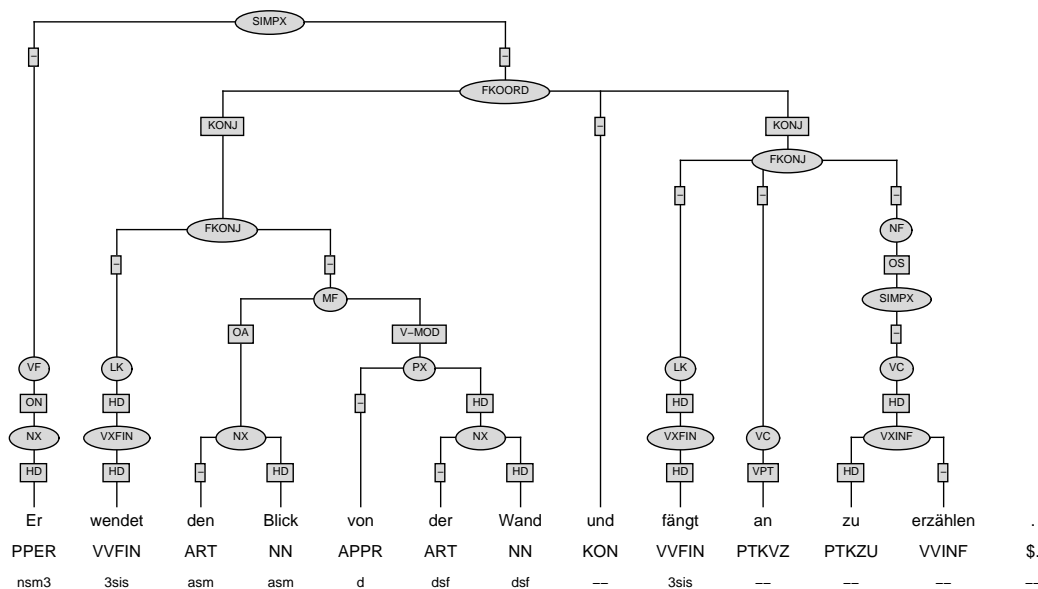 SIMPX
– –
FKOORD
KONJ – KONJ
FKONJ
– – –
FKONJ NF
– – OS
MF SIMPX
OA V–MOD –
VF LK PX LK VC
ON HD – HD HD HD
NX VXFIN NX NX VXFIN VC VXINF
HD HD – HD – HD HD VPT HD –
Er wendet den Blick von der Wand und fängt an zu erzählen .
PPER VVFIN ART NN APPR ART NN KON VVFIN PTKVZ PTKZU VVINF $.
nsm3 3sis asm asm d dsf dsf –– 3sis –– –– –– ––